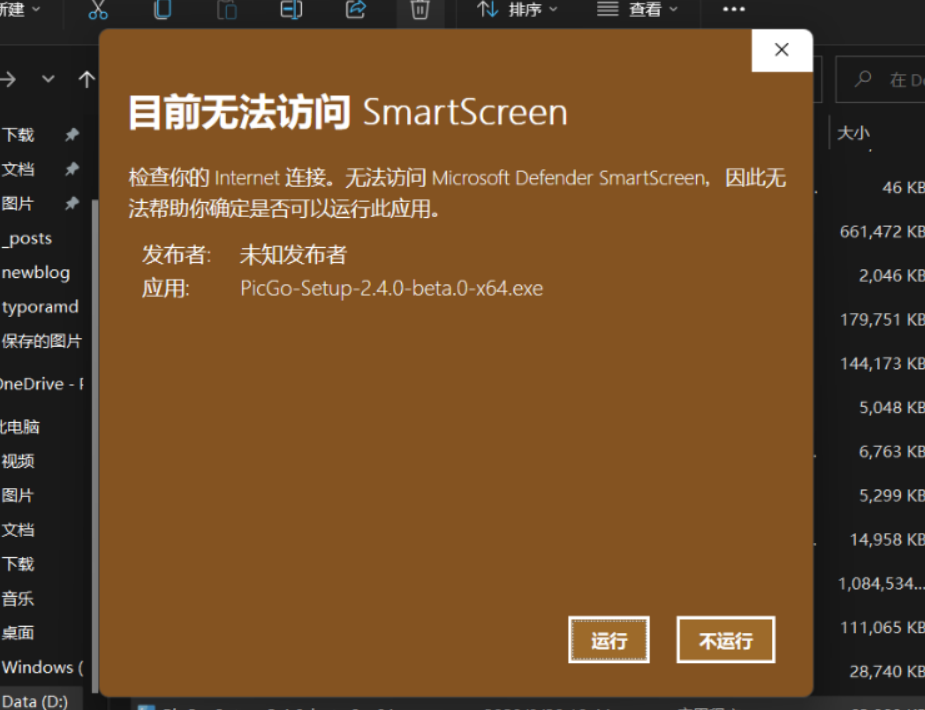 新建
排序
查看
在 De
目前无法访问 SmartScreen
检查你的 Internet 连接。无法访问 Microsoft Defender SmartScreen，因此无
法帮助你确定是否可以运行此应用。
发布者: 未知发布者
应用: PicGo-Setup-2.4.0-beta.0-x64.exe
运行
不运行
下载
文档
图片
_posts
newblog
typoramd
保存的图片
OneDrive - P
此电脑
视频
图片
文档
下载
音乐
桌面
Windows (
Data (D:)
大小
46 KB
661,472 KB
2,046 KB
179,751 KB
144,173 KB
5,048 KB
6,763 KB
5,299 KB
14,958 KB
1,084,534...
111,065 KB
28,740 KB